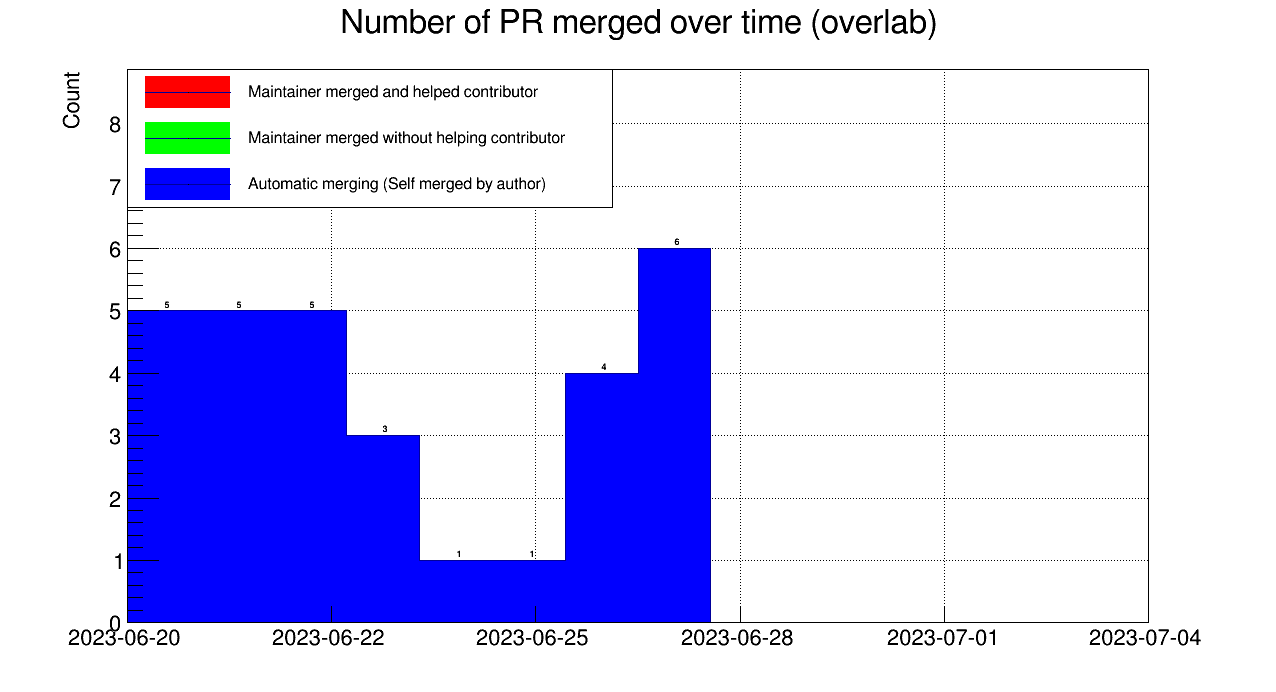 Number of PR merged over time (overlab)
Count
Maintainer merged and helped contributor
Maintainer merged without helping contributor
Automatic merging (Self merged by author)
8
7
6
5
4
3
2
1
0
5 5 5 3 1 1 4 6
2023-06-20 2023-06-22 2023-06-25 2023-06-28 2023-07-01 2023-07-04